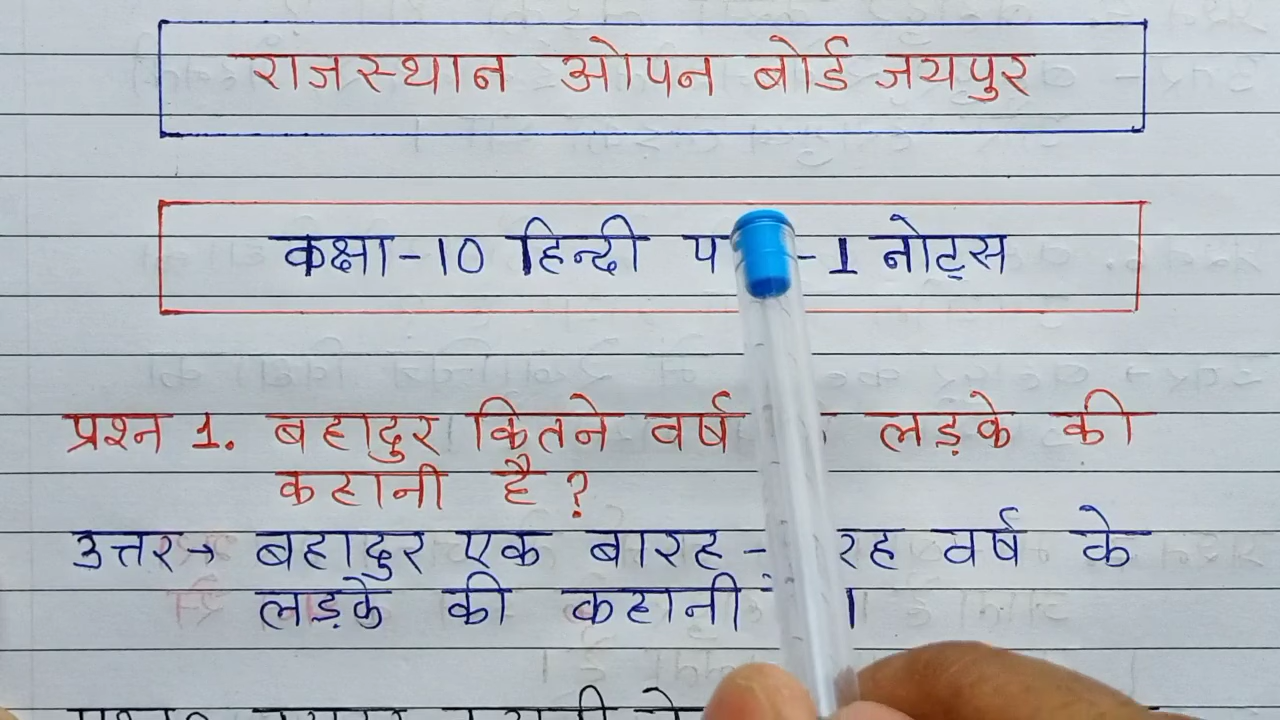 राजस्थान ओपन बोर्ड जयपुर
कक्षा-10 हिन्दी -1 नोट्स
प्रश्न 1. बहादुर कितने वर्ष लड़के की
कहानी है?
उत्तर→ बहादुर एक बारह- वर्ष के
लड़के की कहानी ।